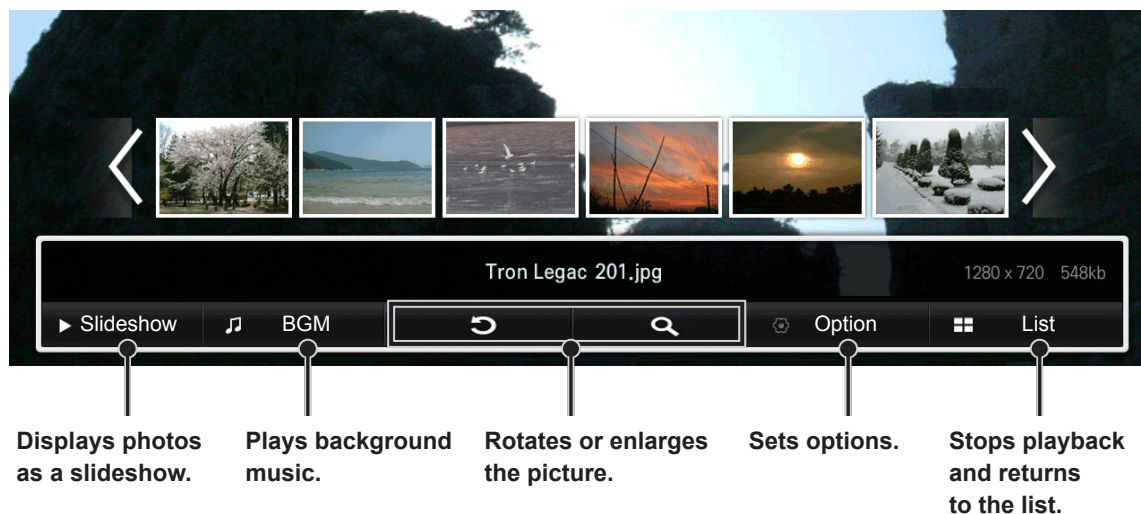 Tron Legac 201.jpg
1280 x 720 548kb
Slideshow BGM Option List
Displays photos
as a slideshow.
Plays background
music.
Rotates or enlarges
the picture.
Sets options.
Stops playback
and returns
to the list.